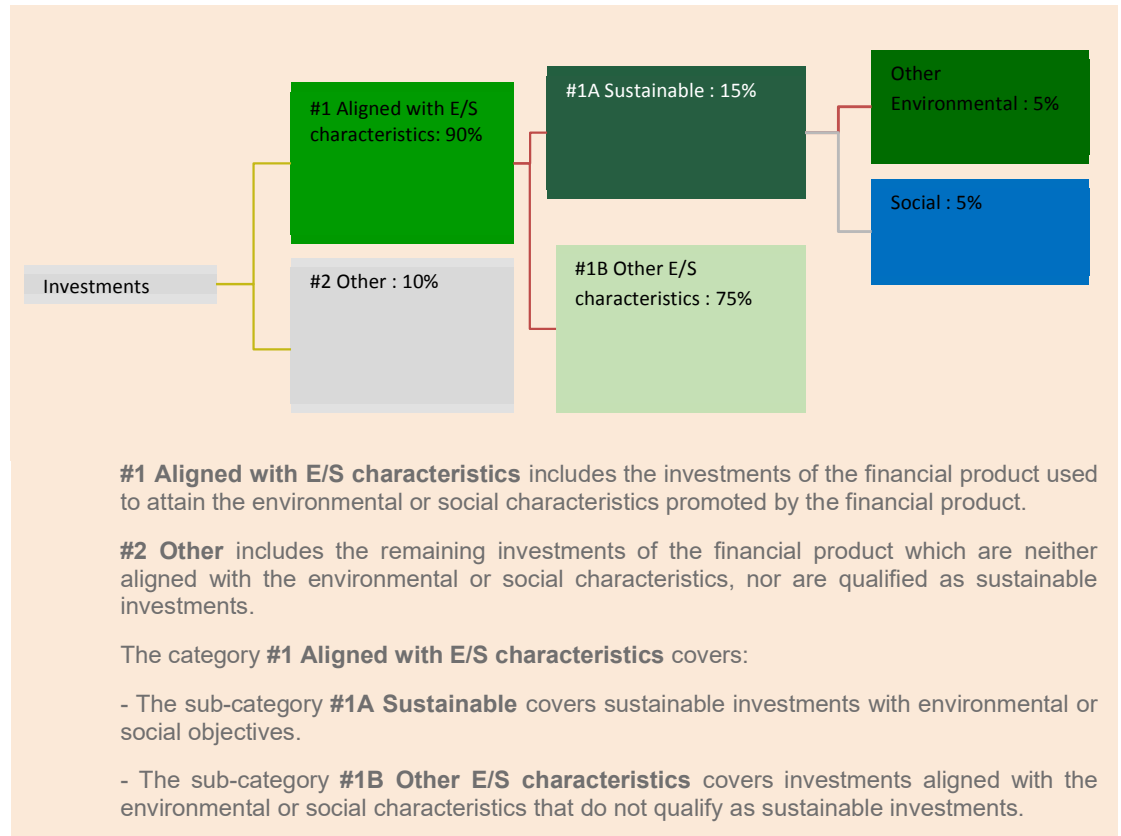 Investments
#1 Aligned with E/S
characteristics: 90%
#2 Other : 10%
#1A Sustainable : 15%
#1B Other E/S
characteristics : 75%
Other
Environmental : 5%
Social : 5%
#1 Aligned with E/S characteristics includes the investments of the financial product used
to attain the environmental or social characteristics promoted by the financial product.
#2 Other includes the remaining investments of the financial product which are neither
aligned with the environmental or social characteristics, nor are qualified as sustainable
investments.
The category #1 Aligned with E/S characteristics covers:
- The sub-category #1A Sustainable covers sustainable investments with environmental or
social objectives.
- The sub-category #1B Other E/S characteristics covers investments aligned with the
environmental or social characteristics that do not qualify as sustainable investments.